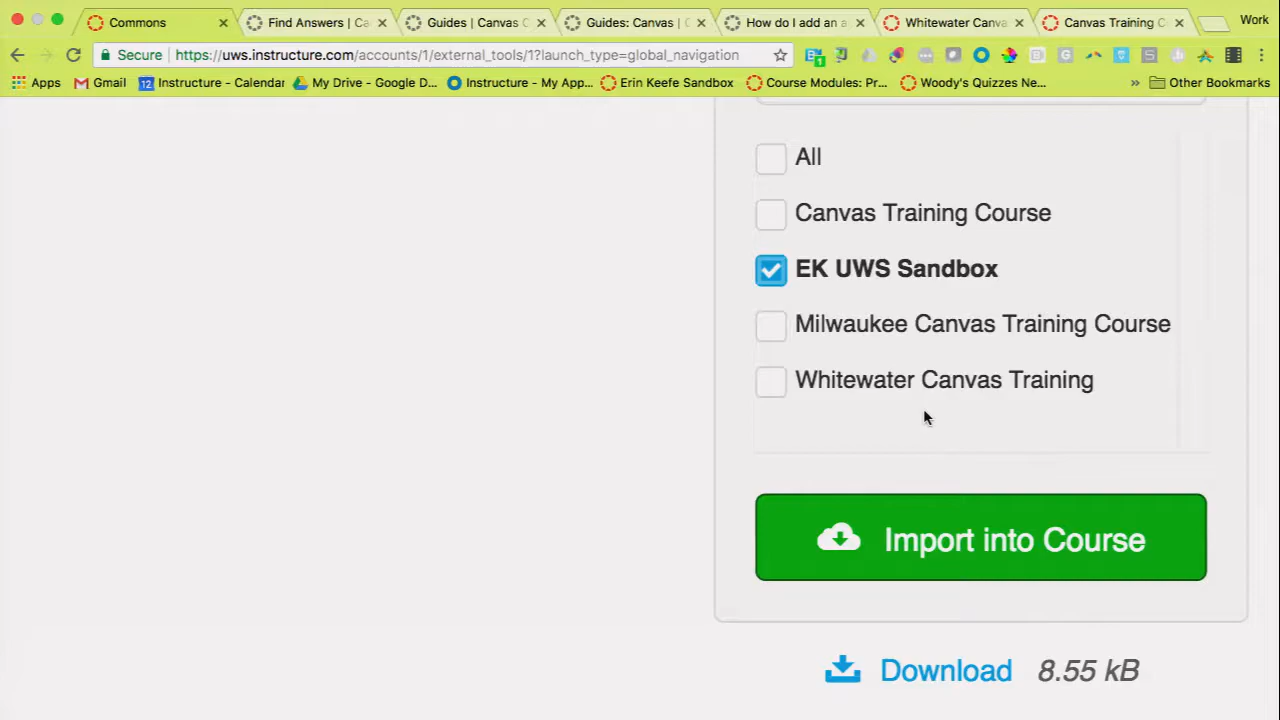 Commons
Find Answers | Ca
Guides | Canvas C
Guides: Canvas | C
How do I add an a
Whitewater Canva
Canvas Training C
Work
Secure
https://uws.instructure.com/accounts/1/external_tools/1?launch_type=global_navigation
Apps
Gmail
12
Instructure - Calendar
My Drive - Google D...
Instructure - My App...
Erin Keefe Sandbox
Course Modules: Pr...
Woody's Quizzes Ne...
»
Other Bookmarks
All
Canvas Training Course
EK UWS Sandbox
Milwaukee Canvas Training Course
Whitewater Canvas Training
Import into Course
Download 8.55 kB